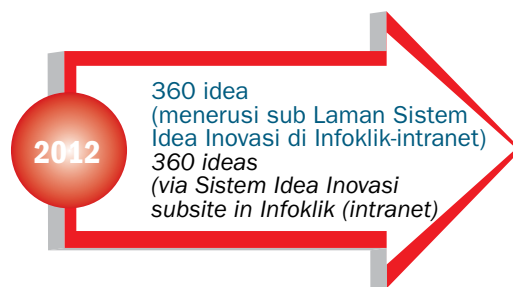 2012
360 idea
(menerusi sub Laman Sistem
Idea Inovasi di Infoklik-intranet)
360 ideas
(via Sistem Idea Inovasi
subsite in Infoklik (intranet)